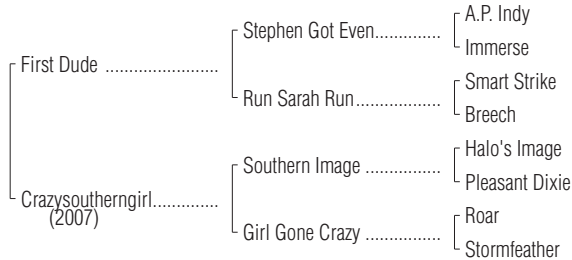 A.P. Indy
Stephen Got Even..............
Immerse
First Dude .......................
Smart Strike
Run Sarah Run..................
Breech
Halo's Image
Southern Image ................
Pleasant Dixie
Crazysoutherngirl..............
(2007)
Roar
Girl Gone Crazy ................
Stormfeather